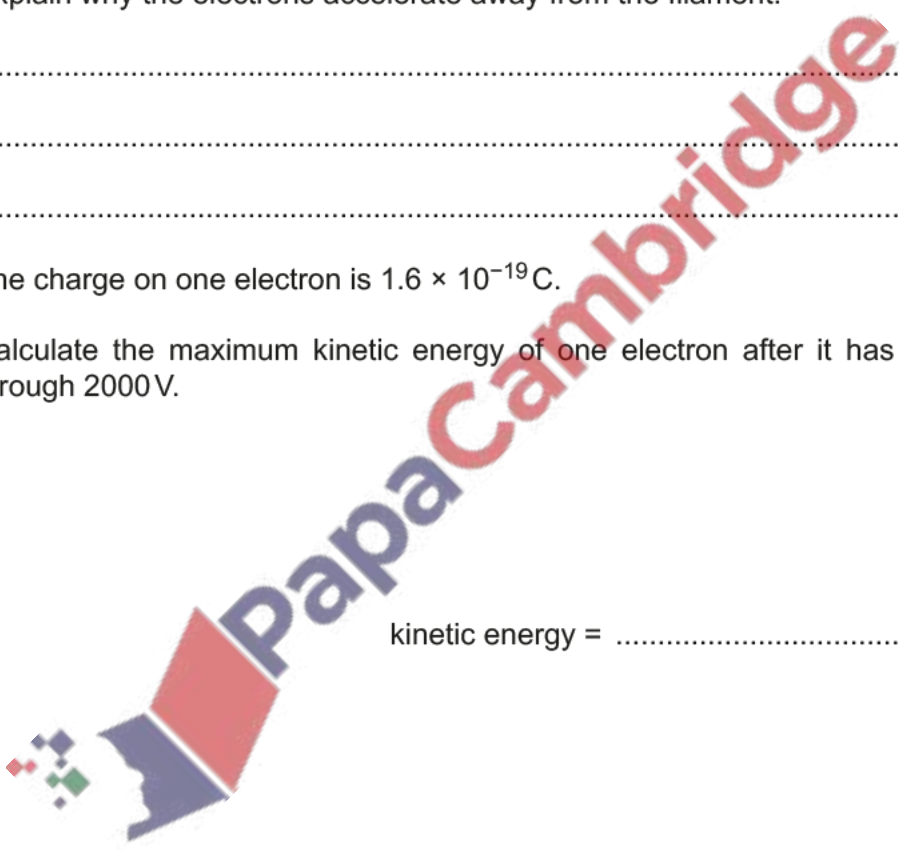 xplain why the electrons accelerate away from the filament.
he charge on one electron is 1.6 × 10⁻¹⁹ C.
alculate the maximum kinetic energy of one electron after it has
rough 2000 V.
PapaCambridge
kinetic energy = ..................................